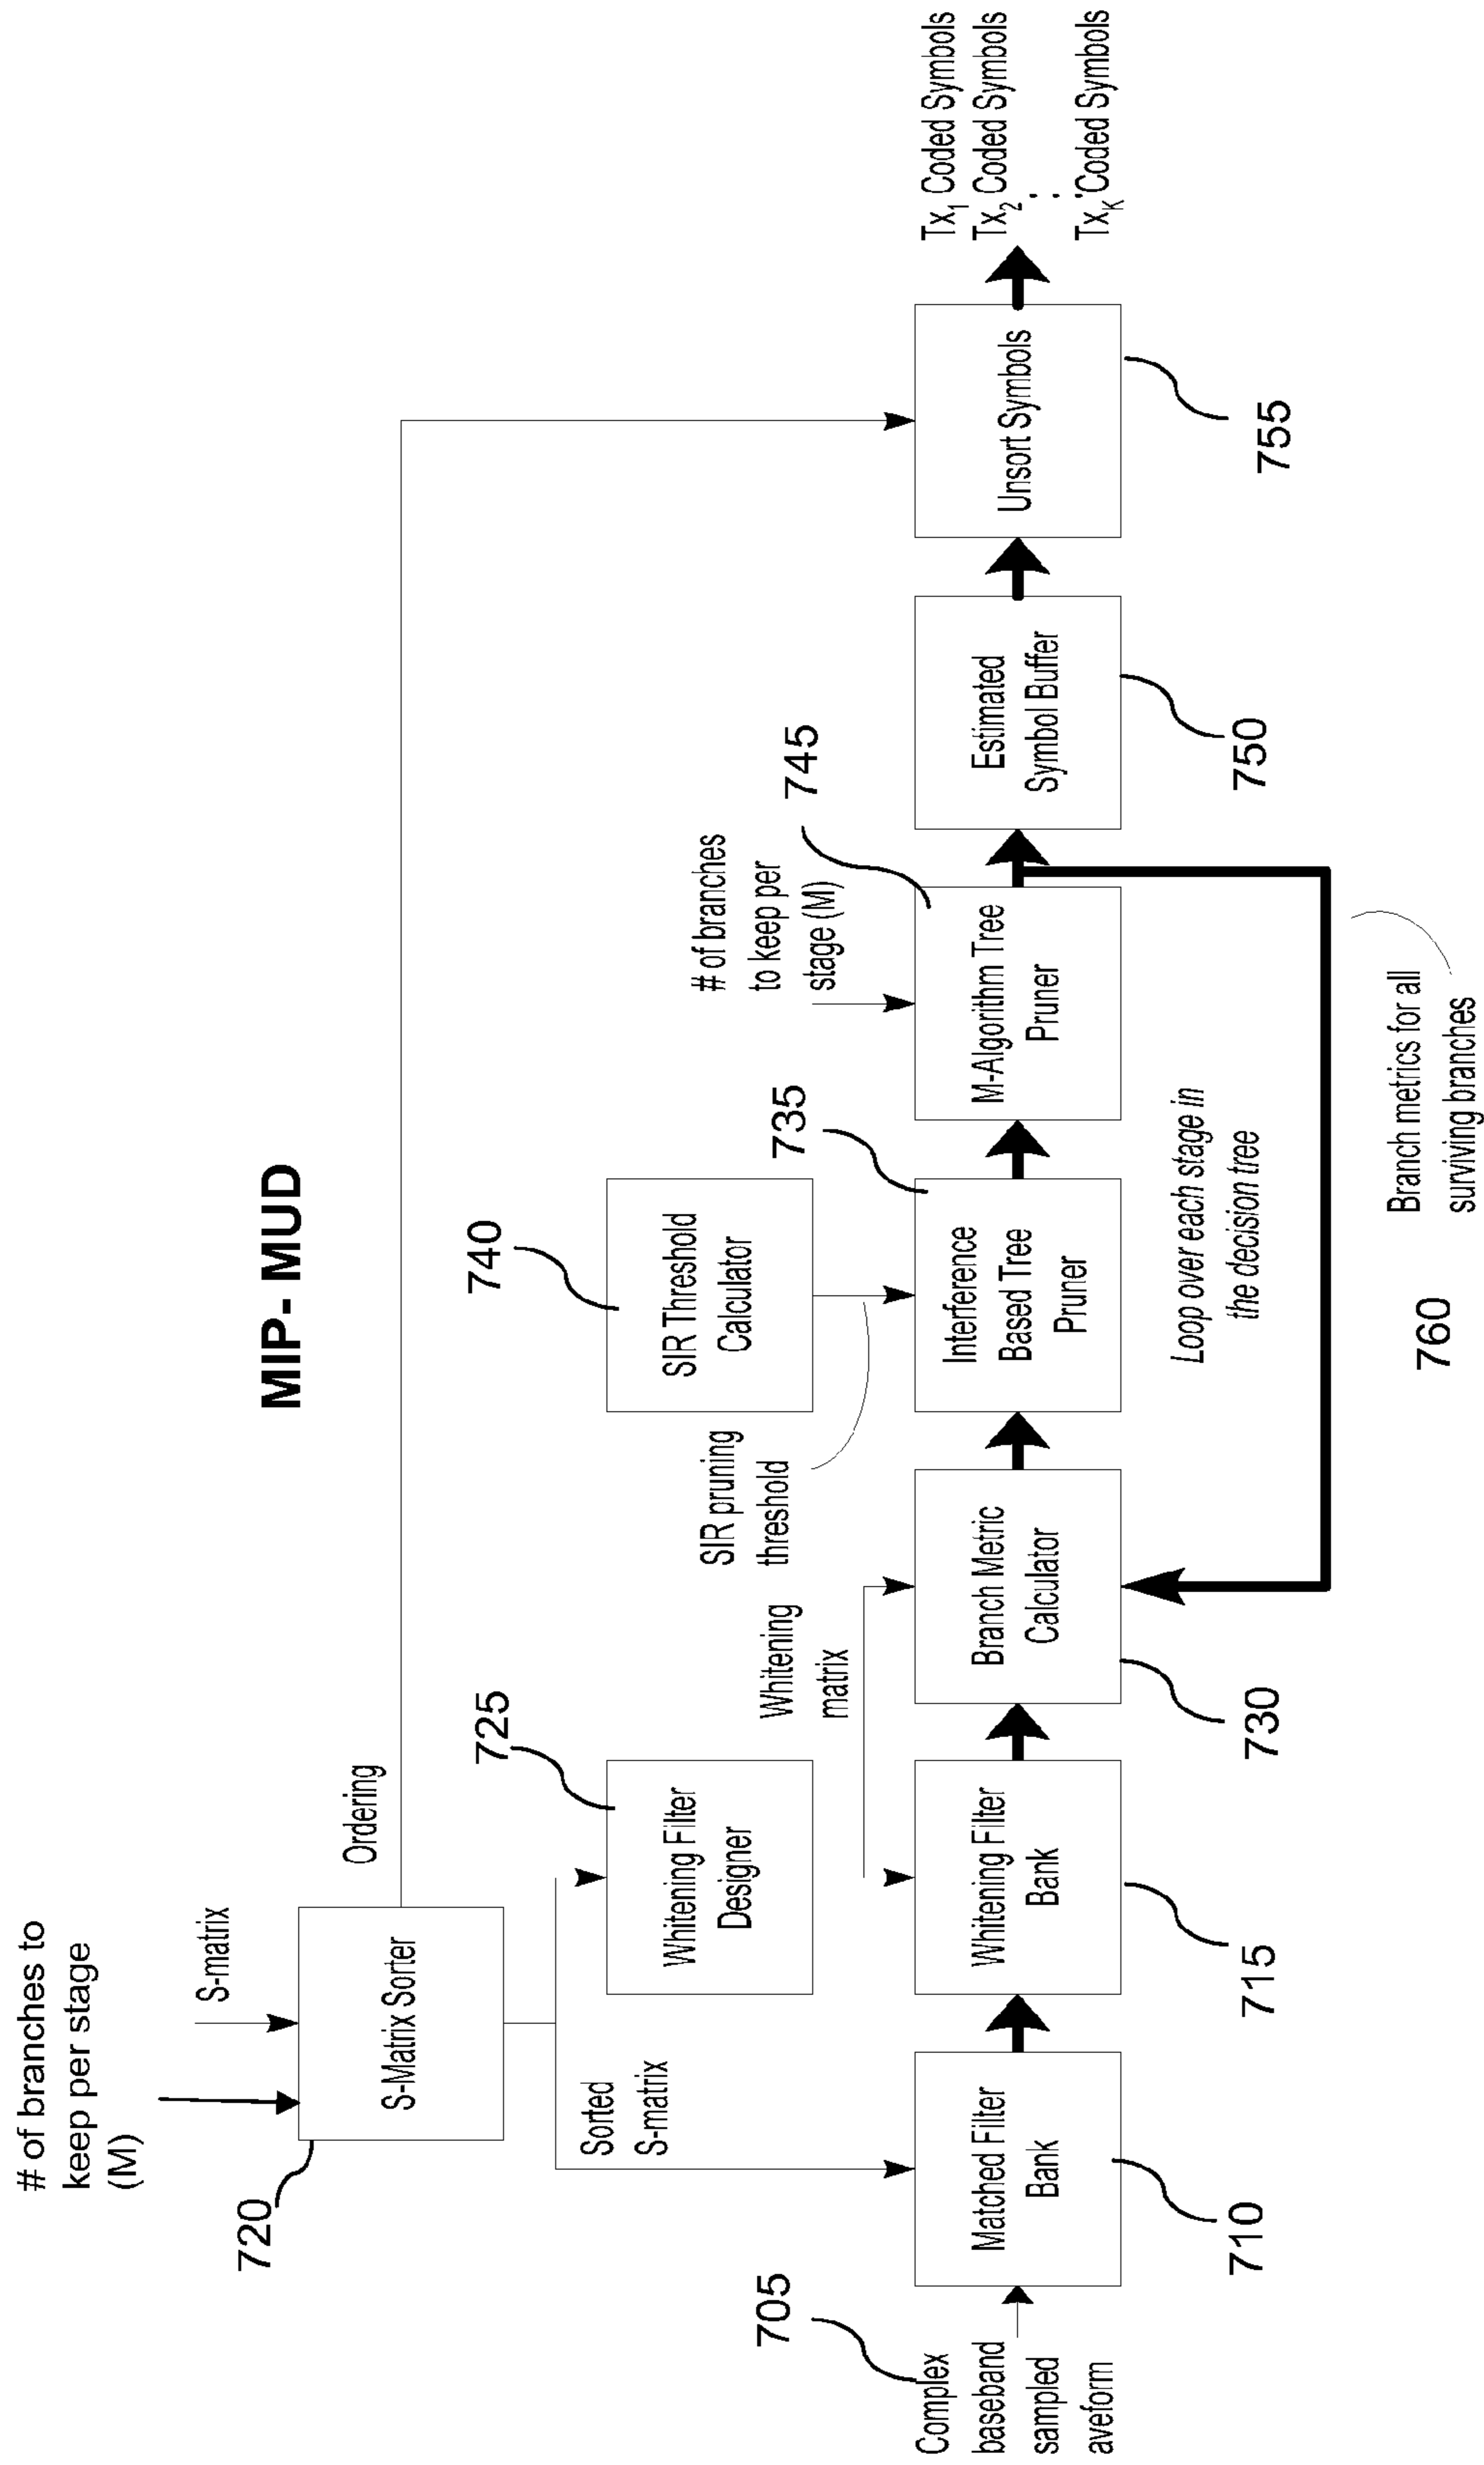 MIP- MUD
# of branches to
keep per stage
(M)
S-matrix
720
S-Matrix Sorter
Ordering
Sorted
S-matrix
725
Whitening Filter
Designer
Whitening
matrix
740
SIR Threshold
Calculator
SIR pruning
threshold
735
# of branches
to keep per
stage (M)
745
705
Complex
baseband
sampled
aveform
Matched Filter
Bank
710
Whitening Filter
Bank
715
Branch Metric
Calculator
730
Interference
Based Tree
Pruner
M-Algorithm Tree
Pruner
Estimated
Symbol Buffer
750
Unsort Symbols
755
Tx1 Coded Symbols
Tx2 Coded Symbols
TxK Coded Symbols
Loop over each stage in
the decision tree
760
Branch metrics for all
surviving branches